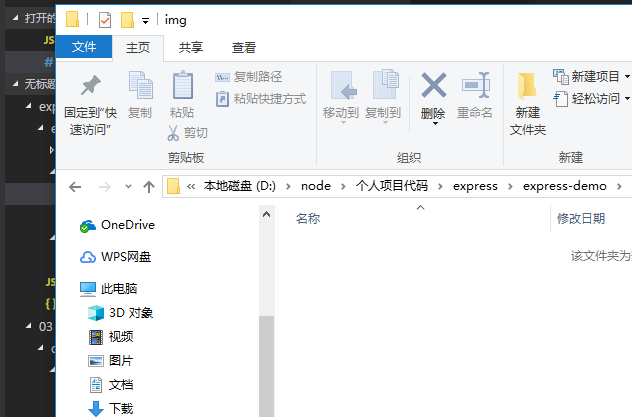 打开的
JS
#
无标题
exp
e
JS
{ }
03
c
img
文件 主页 共享 查看
固定到"快速访问"
复制
粘贴
复制路径
粘贴快捷方式
剪切
移动到
复制到
删除
重命名
新建
文件夹
新建项目
轻松访问
剪贴板 组织 新建
« 本地磁盘 (D:) > node > 个人项目代码 > express > express-demo >
名称 修改日期
该文件夹为
OneDrive
WPS网盘
此电脑
3D 对象
视频
图片
文档
下载